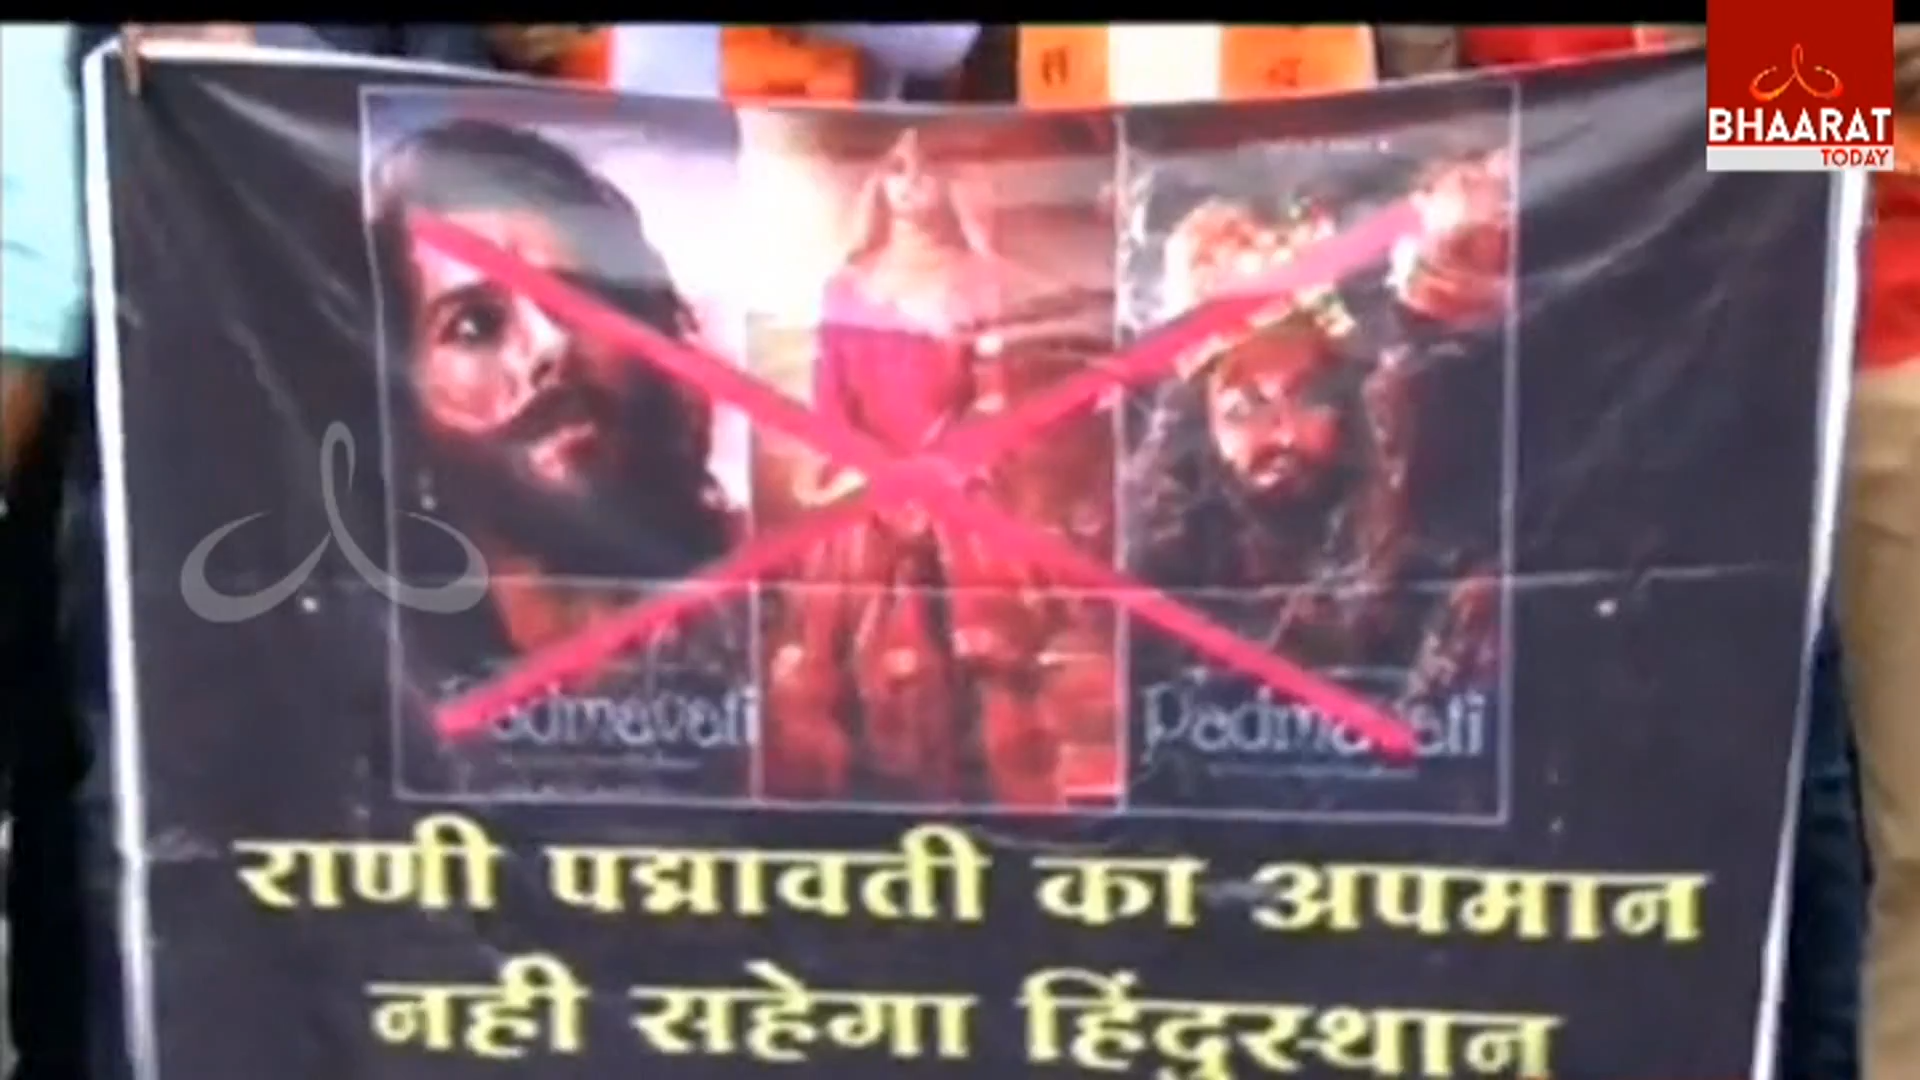 BHAARAT
TODAY
Padmavati
Padmavati
राणी पद्मावती का अपमान
नही सहेगा हिंदुस्थान